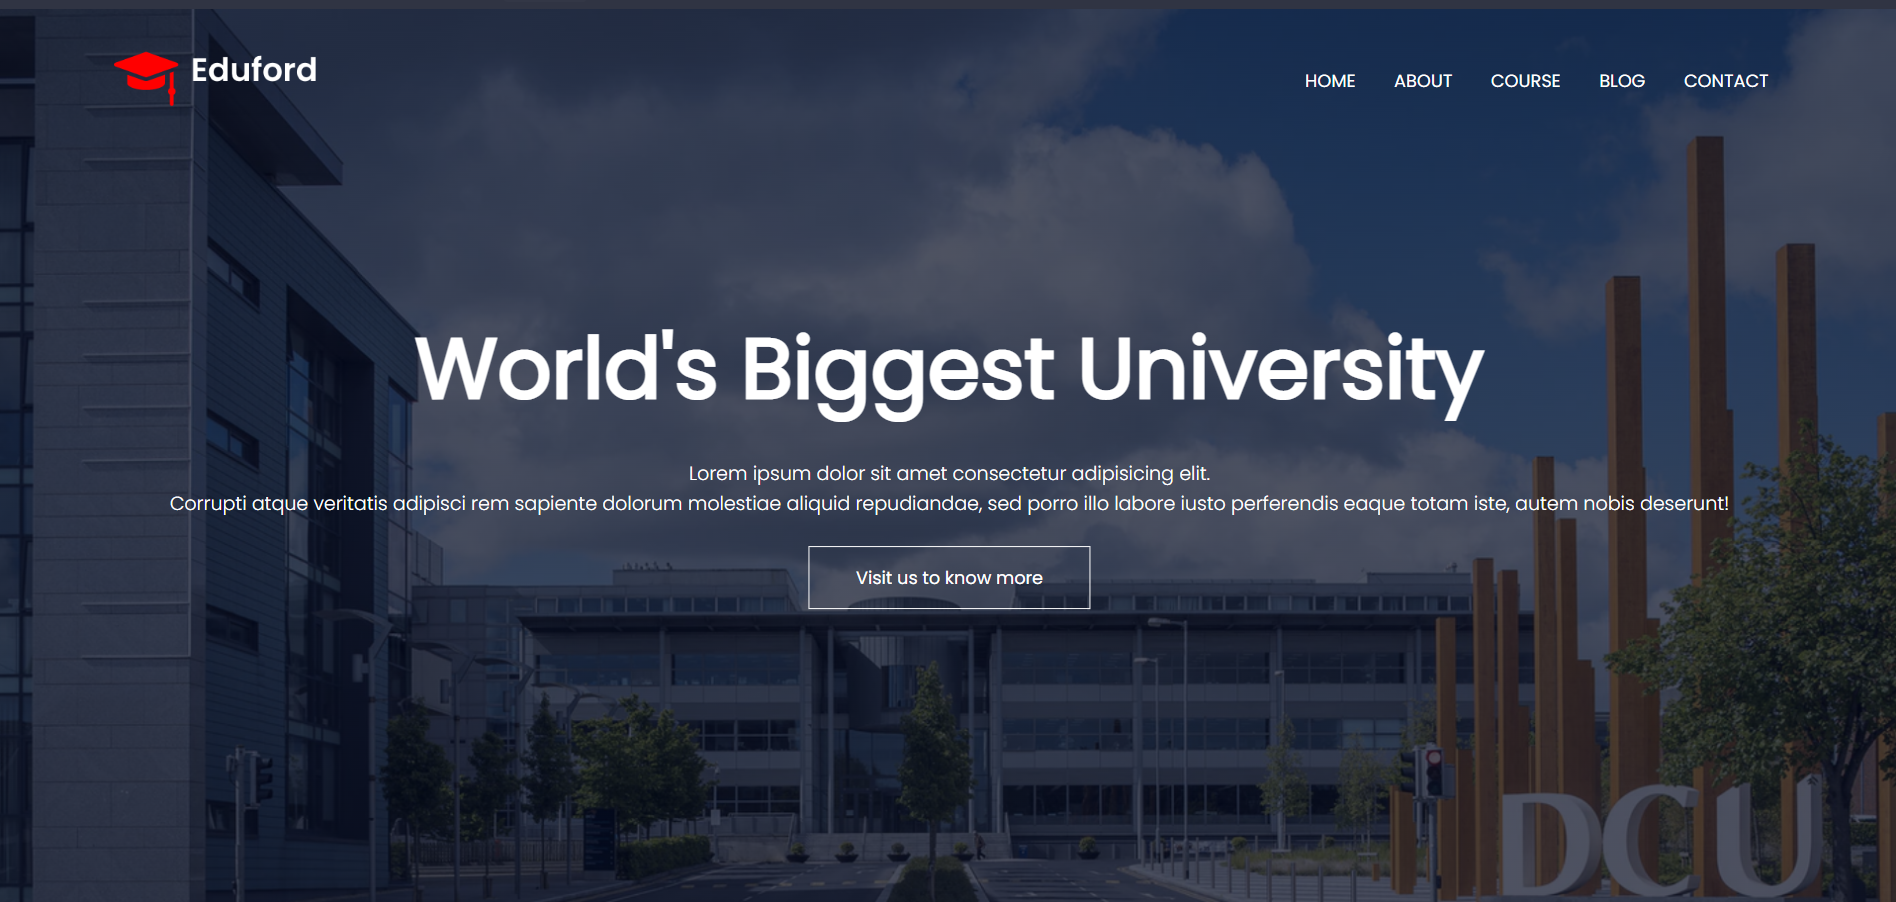 Eduford
HOME ABOUT COURSE BLOG CONTACT
World's Biggest University
Lorem ipsum dolor sit amet consectetur adipisicing elit.
Corrupti atque veritatis adipisci rem sapiente dolorum molestiae aliquid repudiandae, sed porro illo labore iusto perferendis eaque totam iste, autem nobis deserunt!
Visit us to know more
DCU